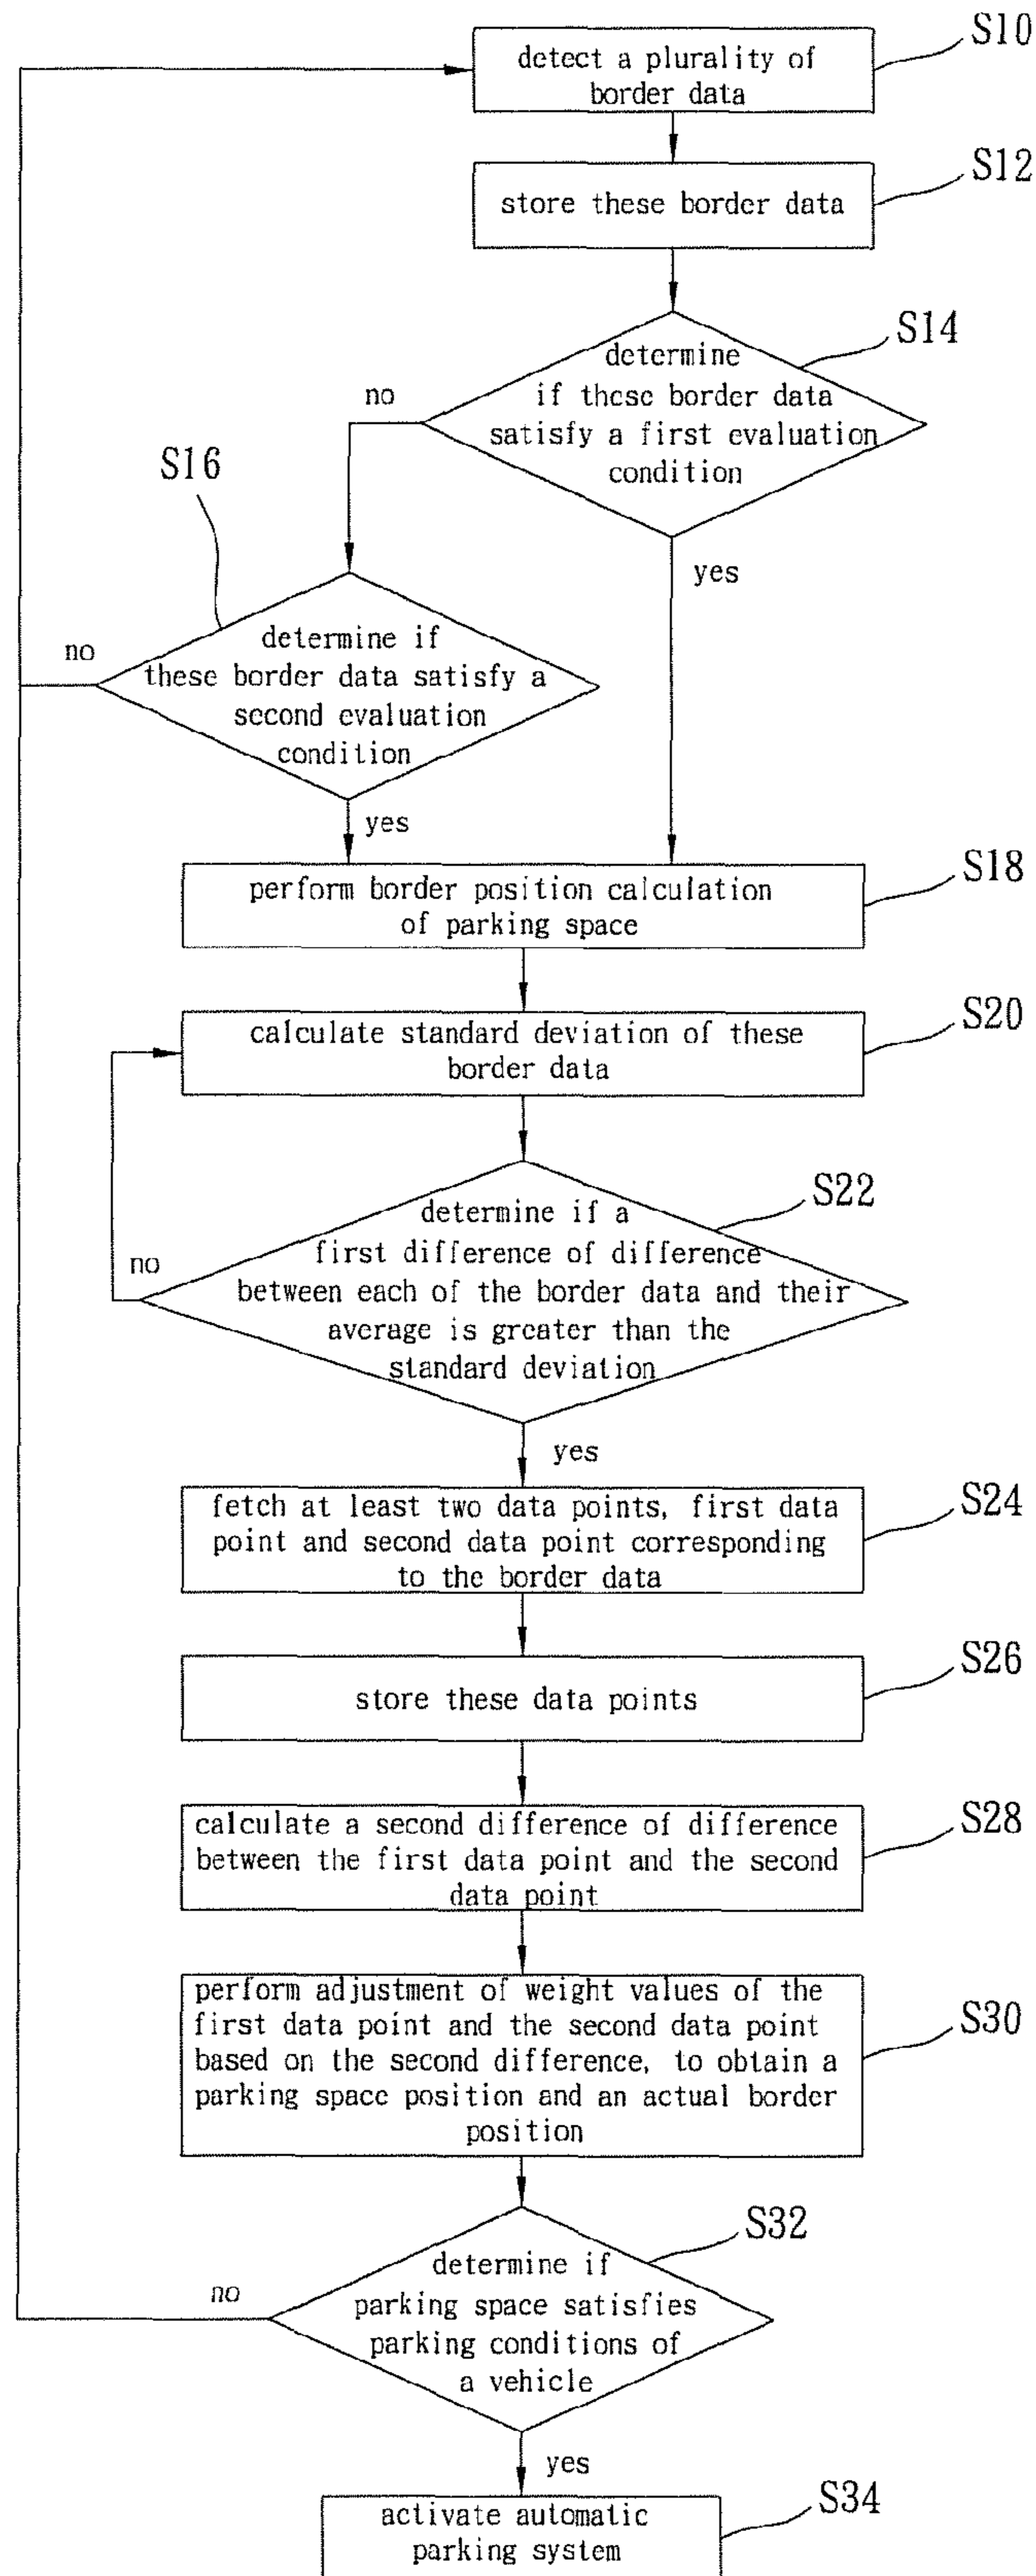 S10
detect a plurality of
border data
S12
store these border data
S14
determine
if these border data
satisfy a first evaluation
condition
no
yes
S16
determine if
these border data satisfy a
second evaluation
condition
no
yes
S18
perform border position calculation
of parking space
S20
calculate standard deviation of these
border data
S22
determine if a
first difference of difference
between each of the border data and their
average is greater than the
standard deviation
no
yes
S24
fetch at least two data points, first data
point and second data point corresponding
to the border data
S26
store these data points
S28
calculate a second difference of difference
between the first data point and the second
data point
S30
perform adjustment of weight values of the
first data point and the second data point
based on the second difference, to obtain a
parking space position and an actual border
position
S32
determine if
parking space satisfies
parking conditions of
a vehicle
no
yes
S34
activate automatic
parking system